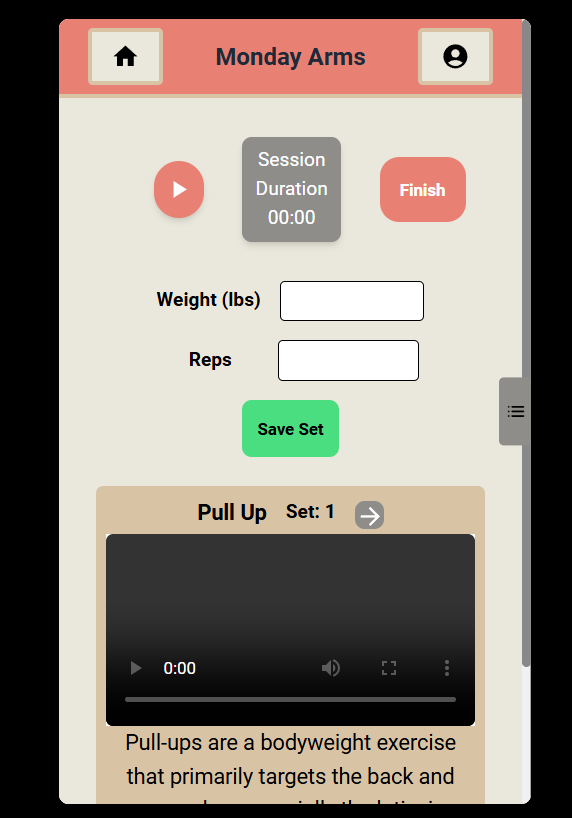 Monday Arms
Session
Duration
00:00
Finish
Weight (lbs)
Reps
Save Set
Pull Up Set: 1
0:00
Pull-ups are a bodyweight exercise
that primarily targets the back and